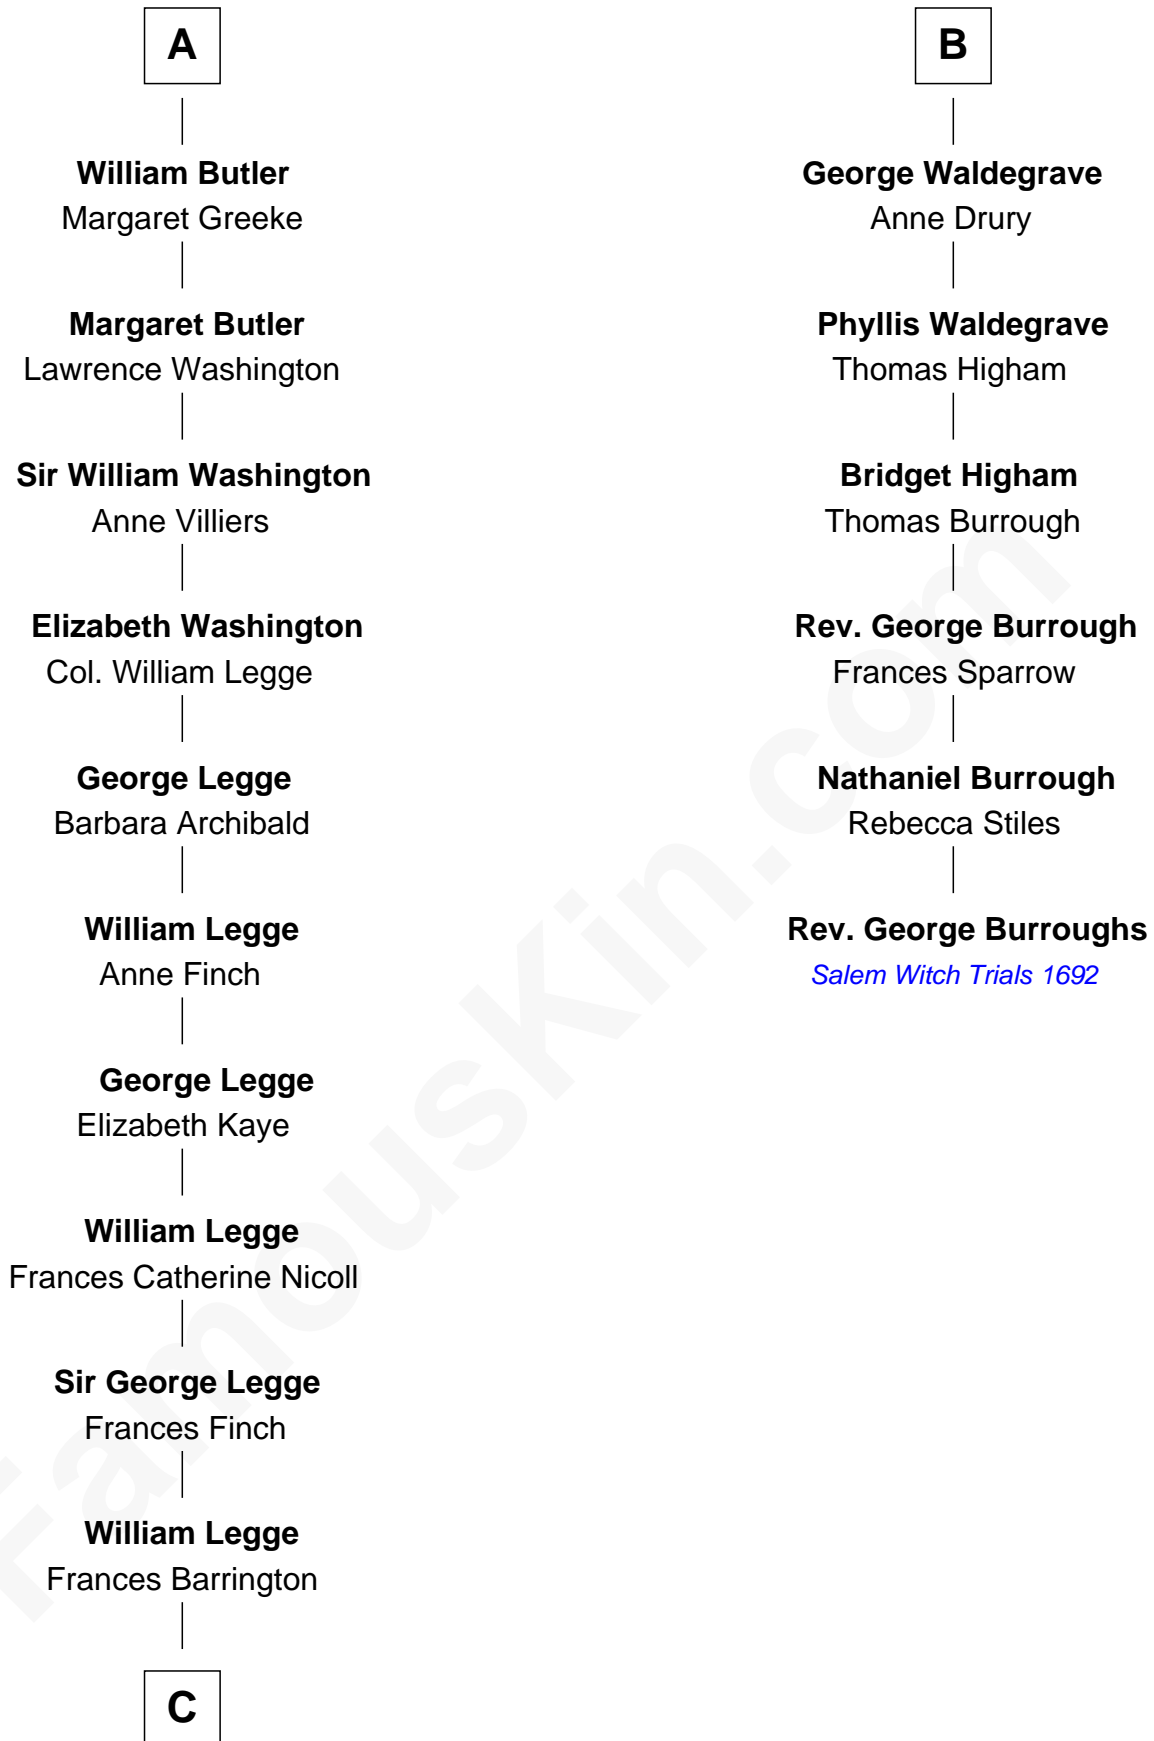 A
William Butler
Margaret Greeke
Margaret Butler
Lawrence Washington
Sir William Washington
Anne Villiers
Elizabeth Washington
Col. William Legge
George Legge
Barbara Archibald
William Legge
Anne Finch
George Legge
Elizabeth Kaye
William Legge
Frances Catherine Nicoll
Sir George Legge
Frances Finch
William Legge
Frances Barrington
C
B
George Waldegrave
Anne Drury
Phyllis Waldegrave
Thomas Higham
Bridget Higham
Thomas Burrough
Rev. George Burrough
Frances Sparrow
Nathaniel Burrough
Rebecca Stiles
Rev. George Burroughs
Salem Witch Trials 1692
FamousKin.com